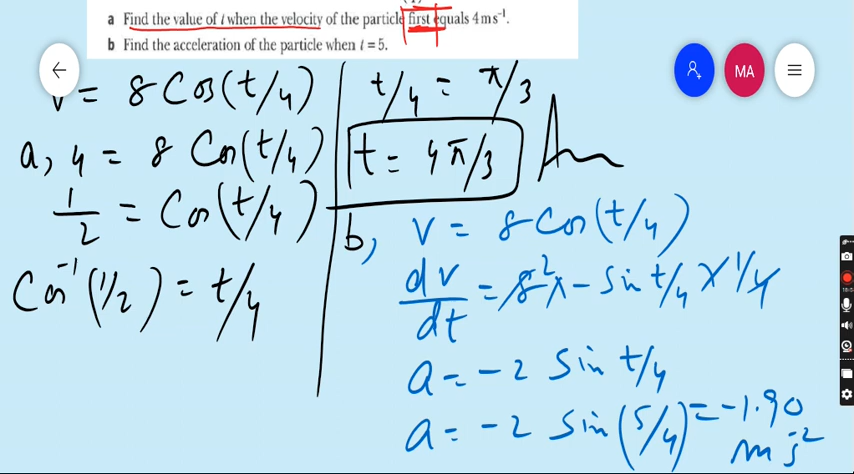 a Find the value of t when the velocity of the particle first equals 4 m s⁻¹.
b Find the acceleration of the particle when t = 5.
MA
v = 8 Cos(t/4)
a, 4 = 8 Cos(t/4)
1/2 = Cos(t/4)
Cos⁻¹(1/2) = t/4
t/4 = π/3
t = 4π/3
b, v = 8 Cos(t/4)
dv/dt = 8² x - Sin t/4 x 1/4
a = -2 Sin t/4
a = -2 Sin(5/4) = -1.90
m s⁻²